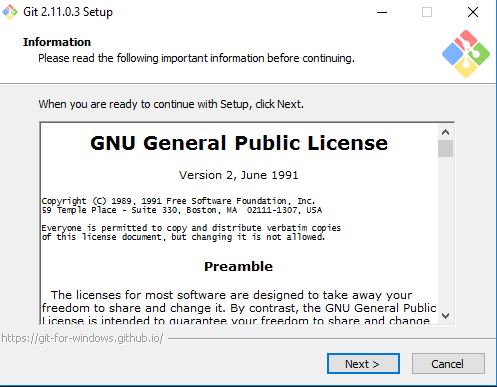 Git 2.11.0.3 Setup
Information
Please read the following important information before continuing.
When you are ready to continue with Setup, click Next.
GNU General Public License
Version 2, June 1991
Copyright (C) 1989, 1991 Free Software Foundation, Inc.
59 Temple Place - Suite 330, Boston, MA  02111-1307, USA
Everyone is permitted to copy and distribute verbatim copies
of this license document, but changing it is not allowed.
Preamble
The licenses for most software are designed to take away your
freedom to share and change it. By contrast, the GNU General Public
License is intended to guarantee your freedom to share and change
https://git-for-windows.github.io/
Next >
Cancel